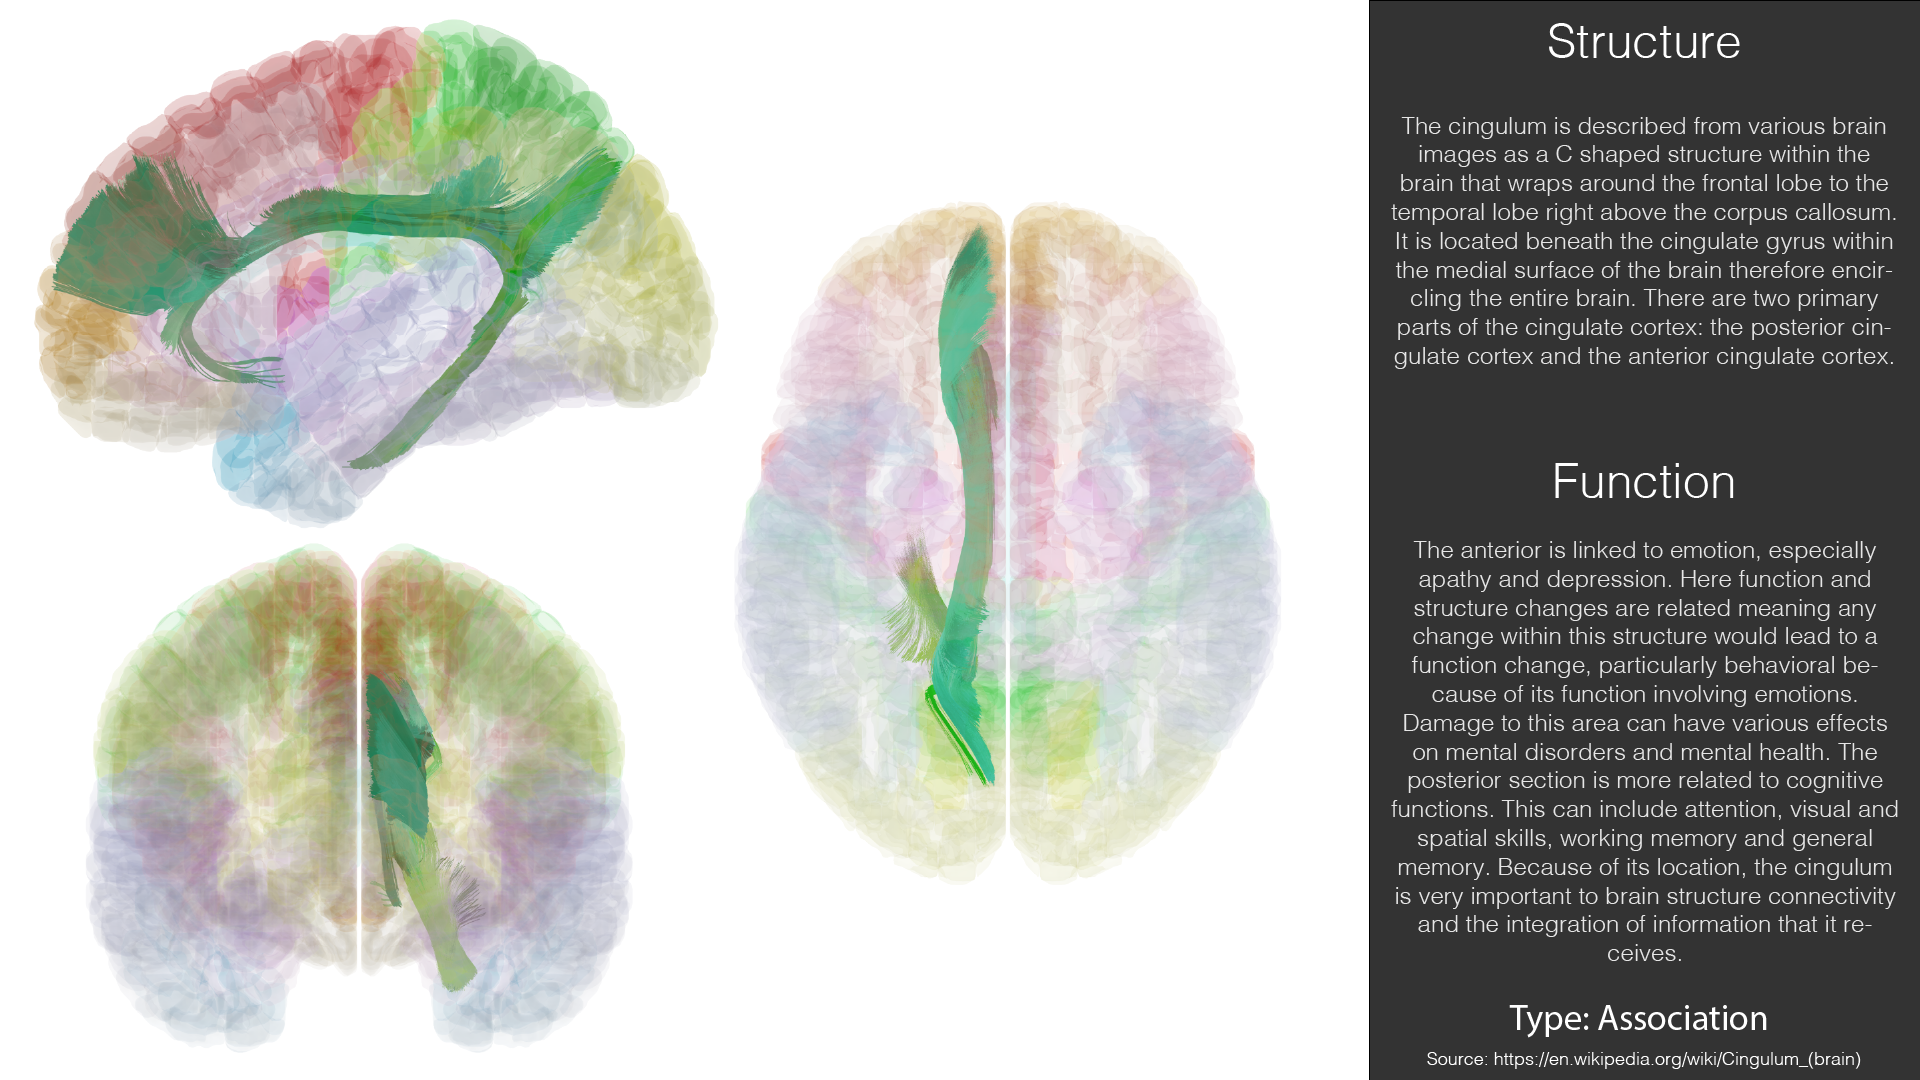 Structure
The cingulum is described from various brain
images as a C shaped structure within the
brain that wraps around the frontal lobe to the
temporal lobe right above the corpus callosum.
It is located beneath the cingulate gyrus within
the medial surface of the brain therefore encir-
cling the entire brain. There are two primary
parts of the cingulate cortex: the posterior cin-
gulate cortex and the anterior cingulate cortex.
Function
The anterior is linked to emotion, especially
apathy and depression. Here function and
structure changes are related meaning any
change within this structure would lead to a
function change, particularly behavioral be-
cause of its function involving emotions.
Damage to this area can have various effects
on mental disorders and mental health. The
posterior section is more related to cognitive
functions. This can include attention, visual and
spatial skills, working memory and general
memory. Because of its location, the cingulum
is very important to brain structure connectivity
and the integration of information that it re-
ceives.
Type: Association
Source: https://en.wikipedia.org/wiki/Cingulum_(brain)